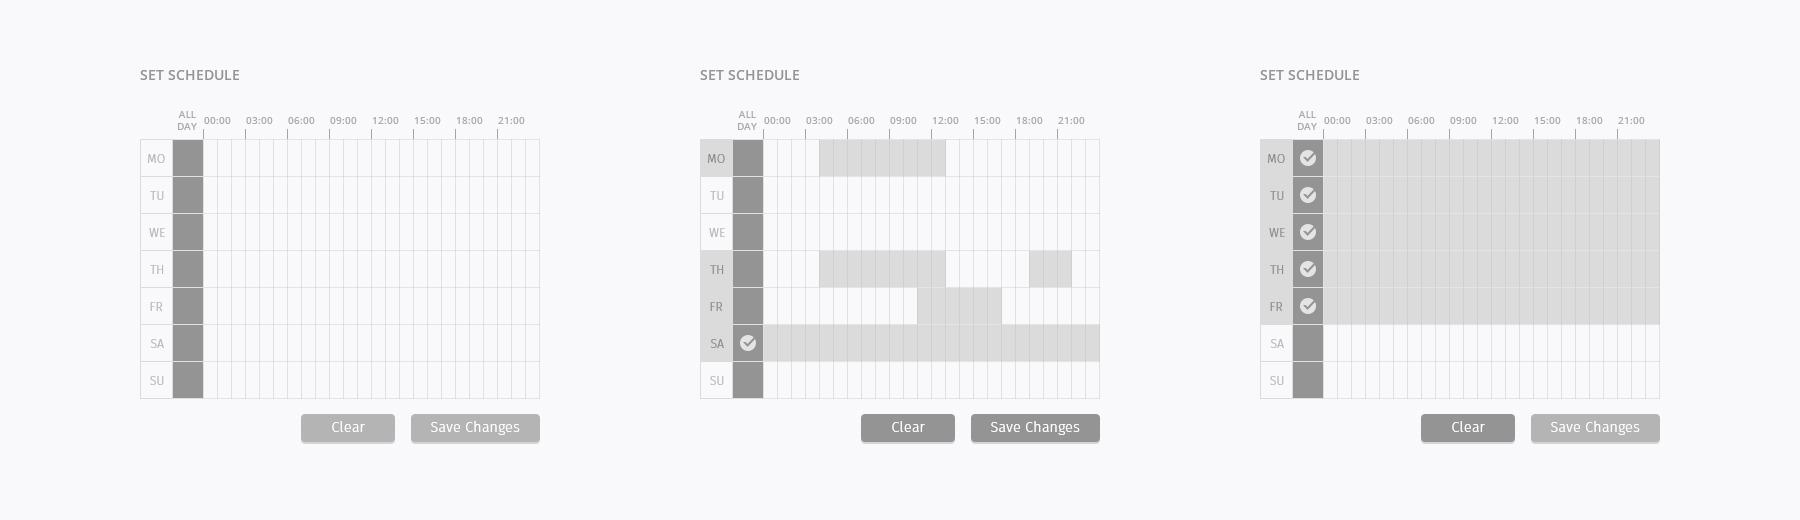 SET SCHEDULE
ALL DAY 00:00 03:00 06:00 09:00 12:00 15:00 18:00 21:00
MO
TU
WE
TH
FR
SA
SU
Clear Save Changes
SET SCHEDULE
ALL DAY 00:00 03:00 06:00 09:00 12:00 15:00 18:00 21:00
MO
TU
WE
TH
FR
SA
SU
Clear Save Changes
SET SCHEDULE
ALL DAY 00:00 03:00 06:00 09:00 12:00 15:00 18:00 21:00
MO
TU
WE
TH
FR
SA
SU
Clear Save Changes